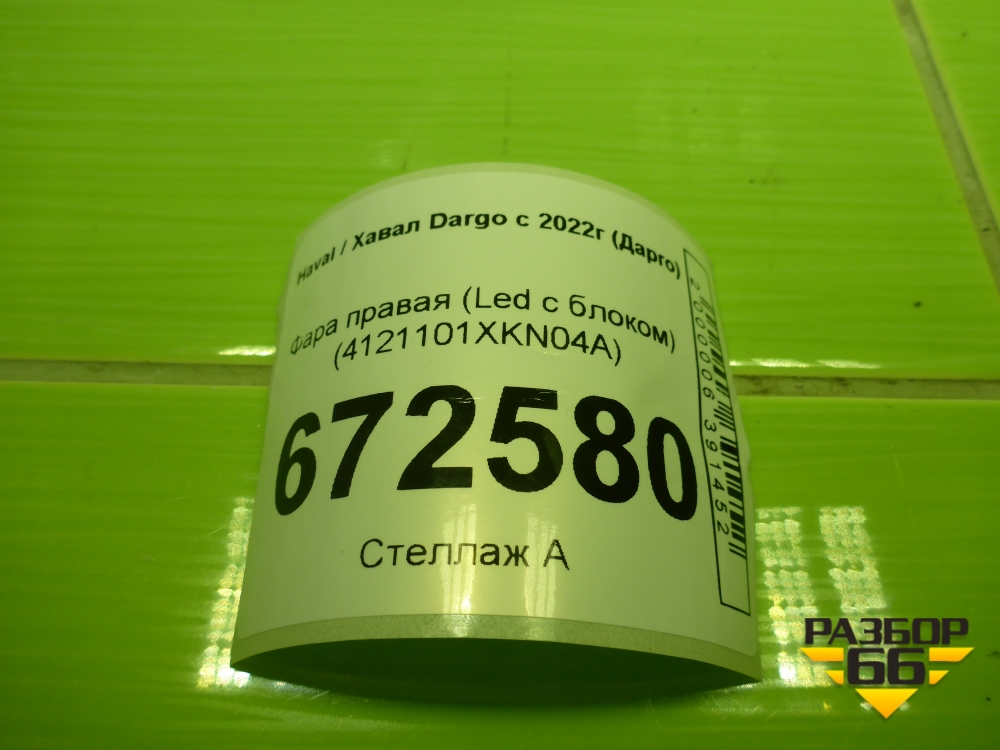 Haval / Хавал Dargo с 2022г (Дарго)
Фара правая (Led с блоком)
(4121101XKN04A)
672580
Стеллаж А
2000006391452
РАЗБОР
66